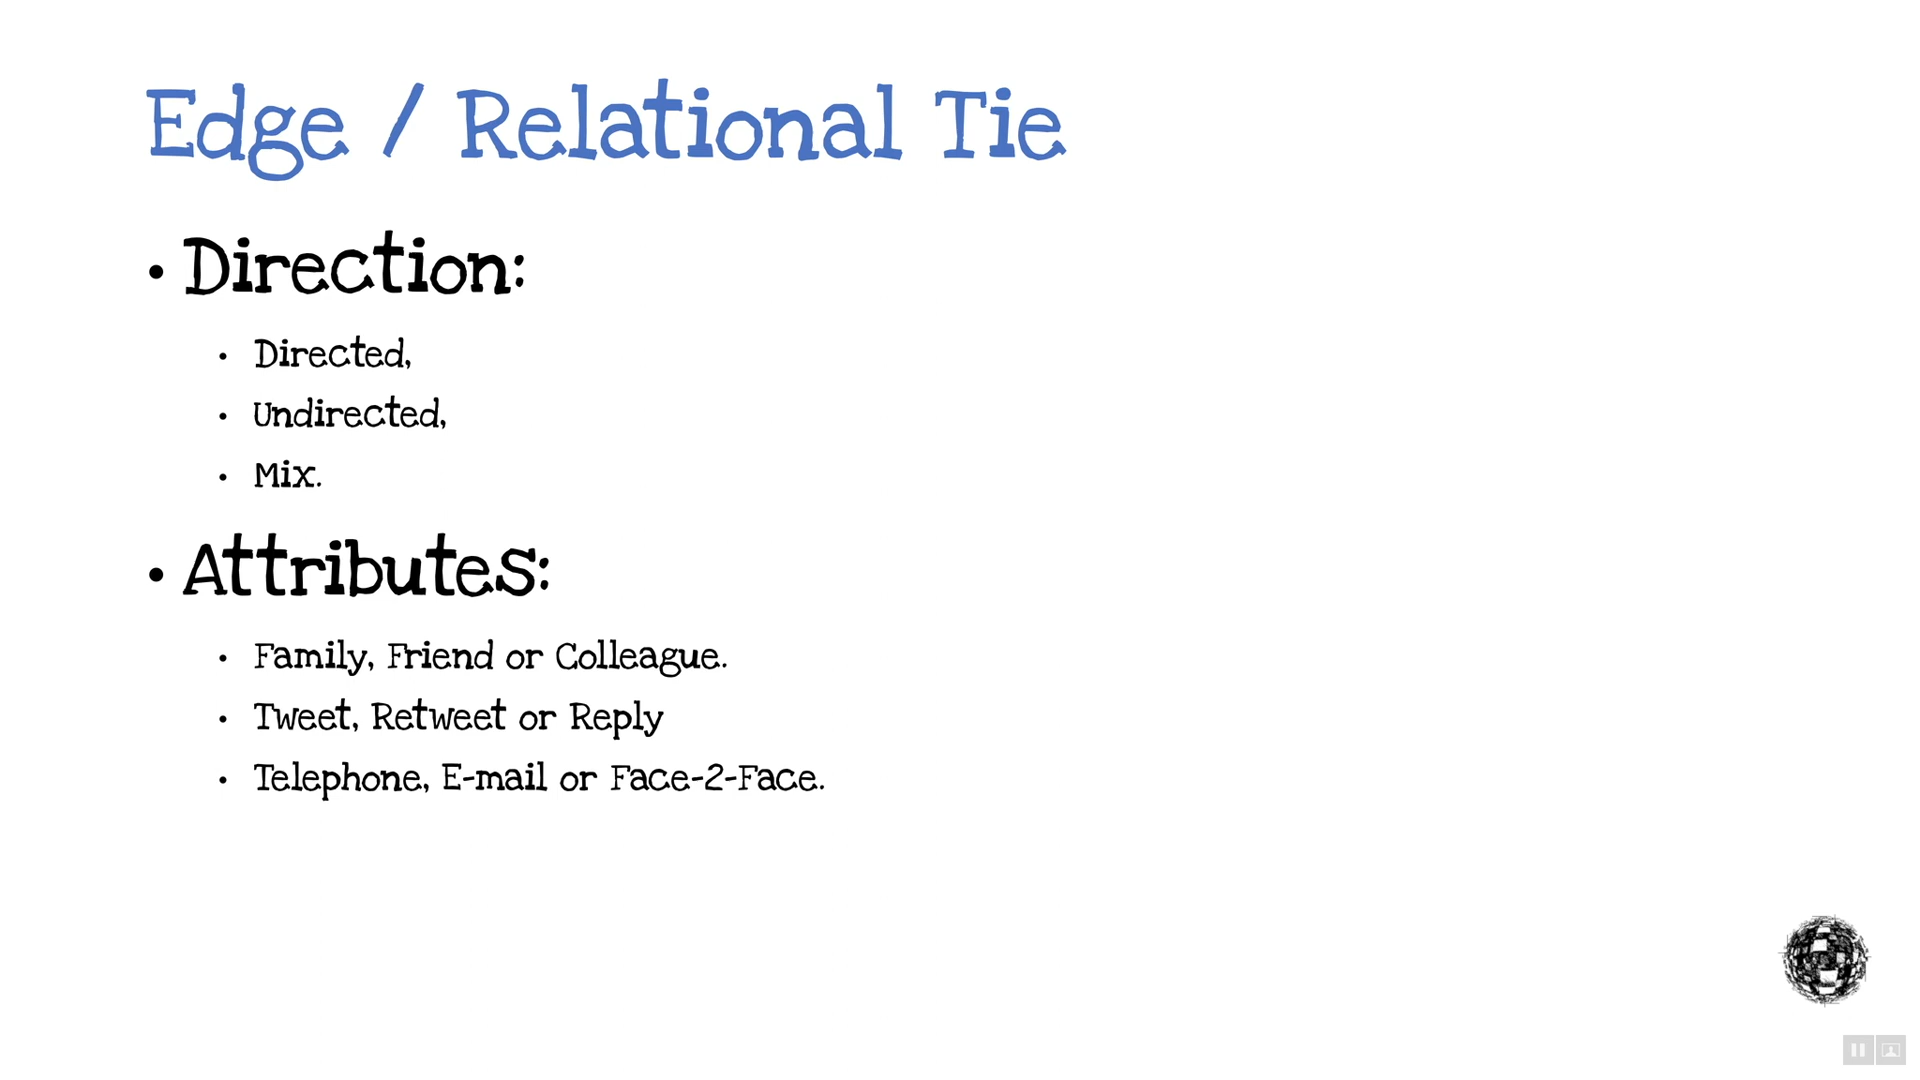 Edge / Relational Tie
• Direction:
• Directed,
• Undirected,
• Mix.
• Attributes:
• Family, Friend or Colleague.
• Tweet, Retweet or Reply
• Telephone, E-mail or Face-2-Face.